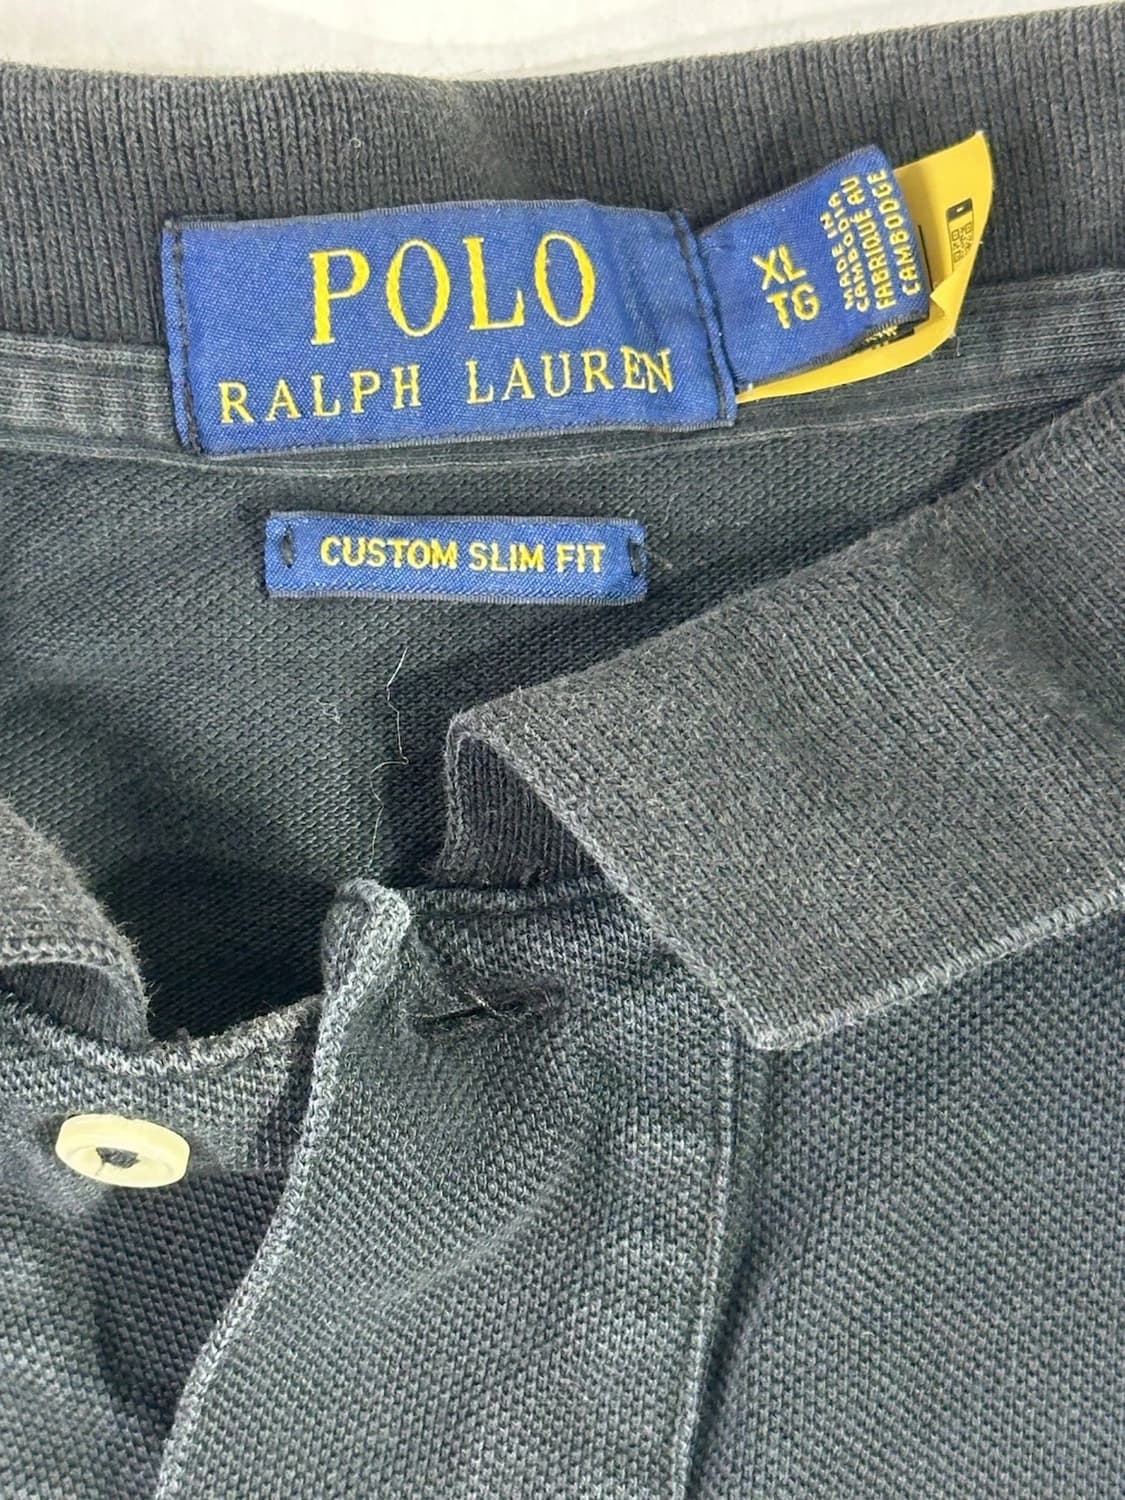 POLO
RALPH LAUREN
XL
TG
MADE IN
CAMBODIA
FABRIQUÉ AU
CAMBODGE
CUSTOM SLIM FIT